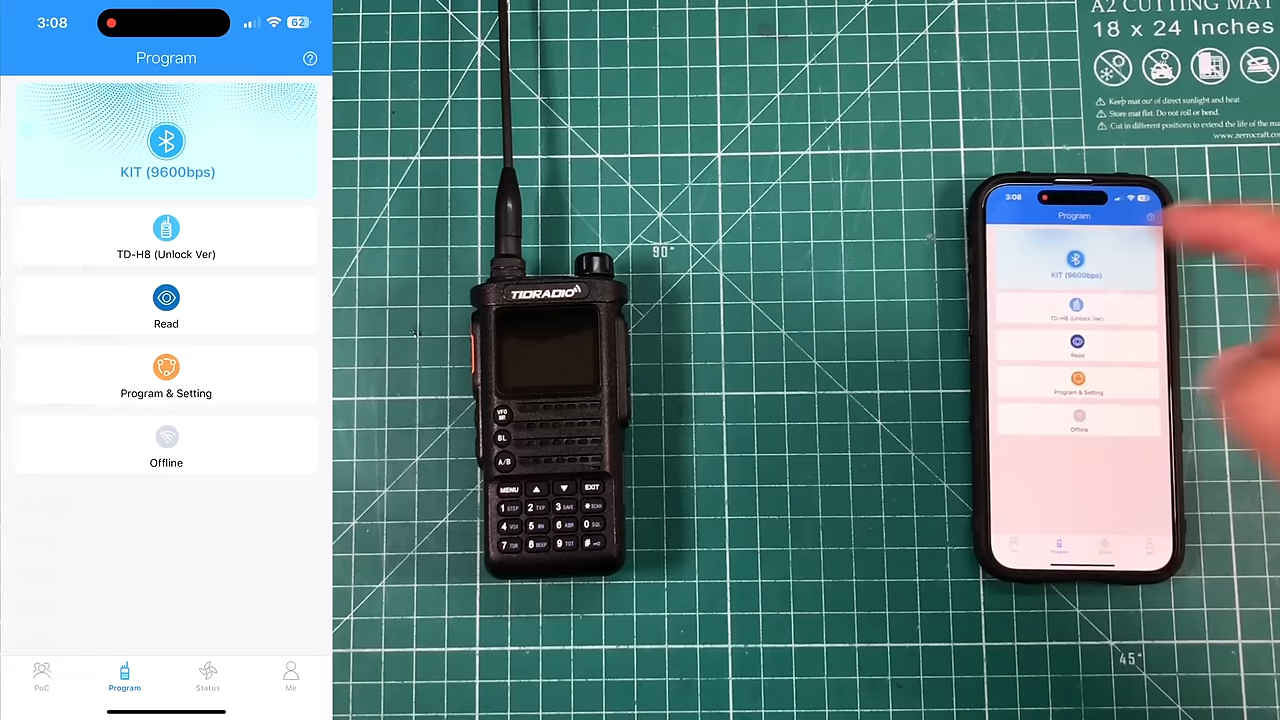 3:08
62
Program
KIT (9600bps)
TD-H8 (Unlock Ver)
Read
Program & Setting
Offline
PoC
Program
Status
Me
TIDRADIO
VFO
MR
BL
A/B
MENU ▲ ▼ EXIT
1 STEP 2 TXP 3 SAVE * SCAN
4 VOX 5 WN 6 ABR 0 SQL
7 TDR 8 BEEP 9 TOT #
90°
45°
A2 CUTTING MAT
18 x 24 Inches
Keep mat out of direct sunlight and heat.
Store mat flat. Do not roll or bend.
Cut in different positions to extend the life of the ma
www.zerrocraft.co
3:08
Program
KIT (9600bps)
TD-H8 (Unlock Ver)
Read
Program & Setting
Offline
Program